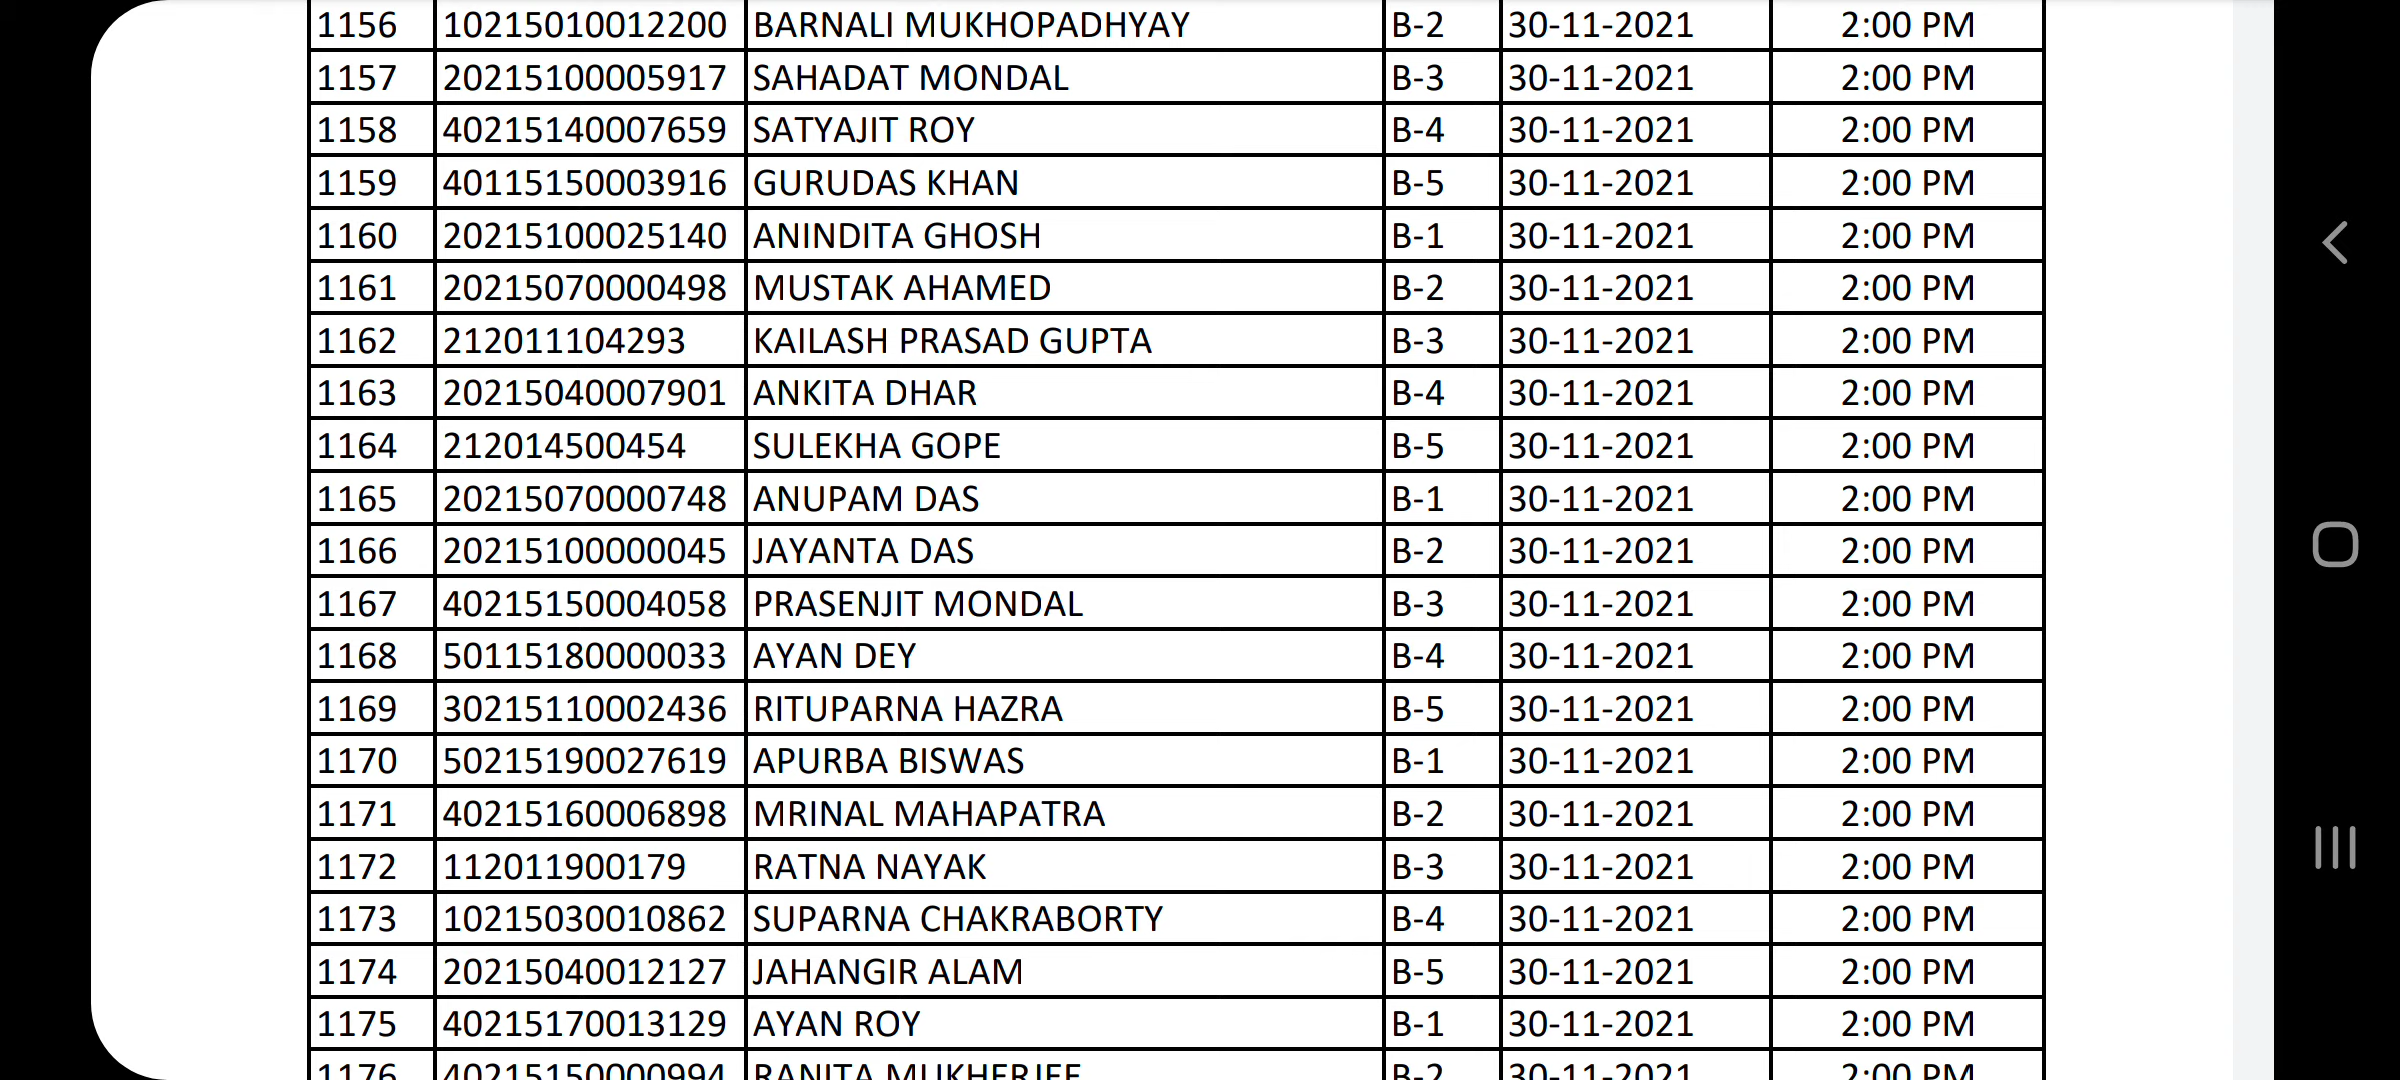 1156 10215010012200 BARNALI MUKHOPADHYAY B-2 30-11-2021 2:00 PM
1157 20215100005917 SAHADAT MONDAL B-3 30-11-2021 2:00 PM
1158 40215140007659 SATYAJIT ROY B-4 30-11-2021 2:00 PM
1159 40115150003916 GURUDAS KHAN B-5 30-11-2021 2:00 PM
1160 20215100025140 ANINDITA GHOSH B-1 30-11-2021 2:00 PM
1161 20215070000498 MUSTAK AHAMED B-2 30-11-2021 2:00 PM
1162 212011104293 KAILASH PRASAD GUPTA B-3 30-11-2021 2:00 PM
1163 20215040007901 ANKITA DHAR B-4 30-11-2021 2:00 PM
1164 212014500454 SULEKHA GOPE B-5 30-11-2021 2:00 PM
1165 20215070000748 ANUPAM DAS B-1 30-11-2021 2:00 PM
1166 20215100000045 JAYANTA DAS B-2 30-11-2021 2:00 PM
1167 40215150004058 PRASENJIT MONDAL B-3 30-11-2021 2:00 PM
1168 50115180000033 AYAN DEY B-4 30-11-2021 2:00 PM
1169 30215110002436 RITUPARNA HAZRA B-5 30-11-2021 2:00 PM
1170 50215190027619 APURBA BISWAS B-1 30-11-2021 2:00 PM
1171 40215160006898 MRINAL MAHAPATRA B-2 30-11-2021 2:00 PM
1172 112011900179 RATNA NAYAK B-3 30-11-2021 2:00 PM
1173 10215030010862 SUPARNA CHAKRABORTY B-4 30-11-2021 2:00 PM
1174 20215040012127 JAHANGIR ALAM B-5 30-11-2021 2:00 PM
1175 40215170013129 AYAN ROY B-1 30-11-2021 2:00 PM
1176 40215150000994 RANITA MUKHERJEE B-2 30-11-2021 2:00 PM